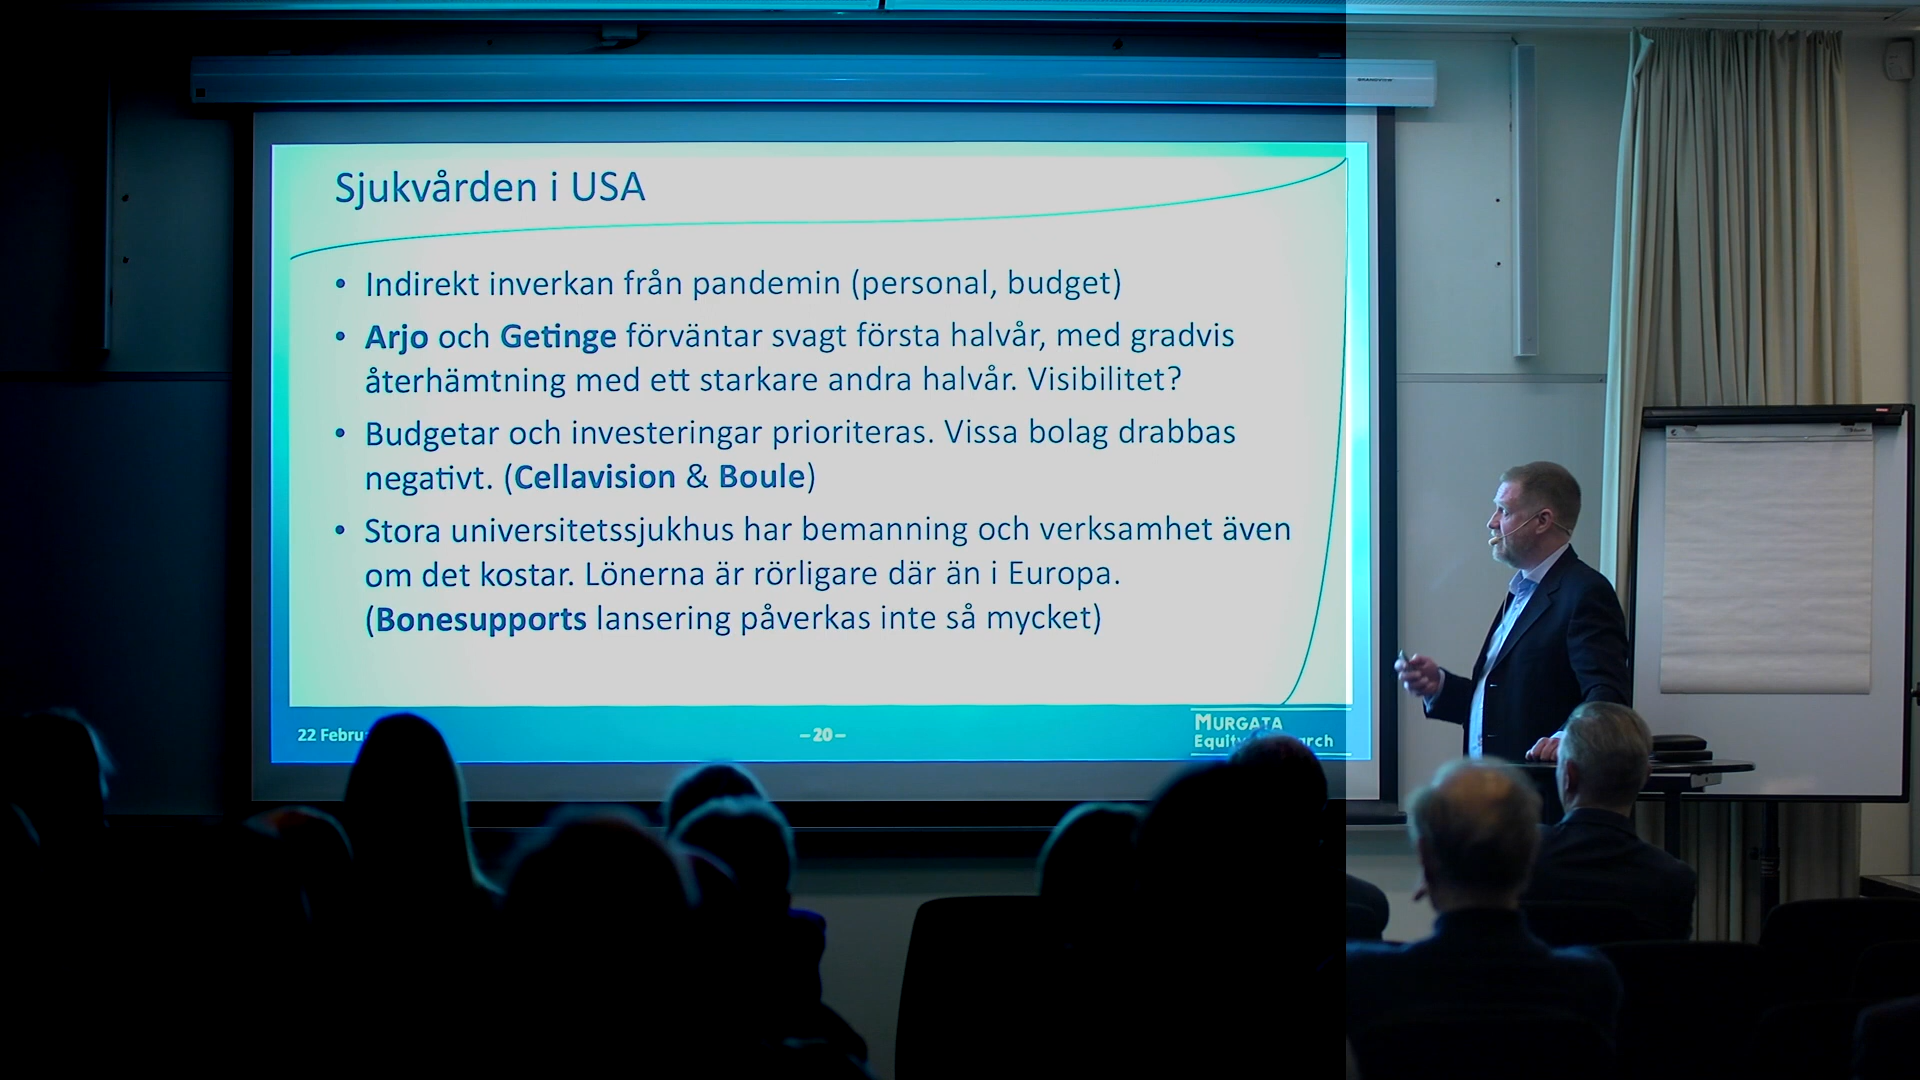 Sjukvården i USA
• Indirekt inverkan från pandemin (personal, budget)
• Arjo och Getinge förväntar svagt första halvår, med gradvis
återhämtning med ett starkare andra halvår. Visibilitet?
• Budgetar och investeringar prioriteras. Vissa bolag drabbas
negativt. (Cellavision & Boule)
• Stora universitetssjukhus har bemanning och verksamhet även
om det kostar. Lönerna är rörligare där än i Europa.
(Bonesupports lansering påverkas inte så mycket)
22
– 20 –
MURGATA